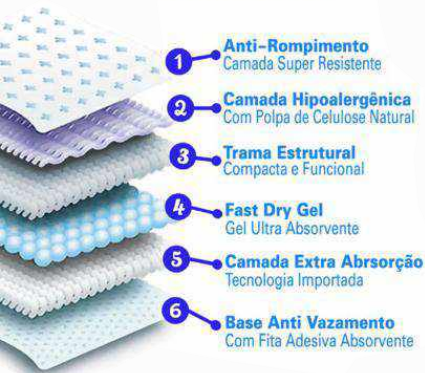 1 Anti-Rompimento
Camada Super Resistente
2 Camada Hipoalergênica
Com Polpa de Celulose Natural
3 Trama Estrutural
Compacta e Funcional
4 Fast Dry Gel
Gel Ultra Absorvente
5 Camada Extra Abrsorção
Tecnologia Importada
6 Base Anti Vazamento
Com Fita Adesiva Absorvente